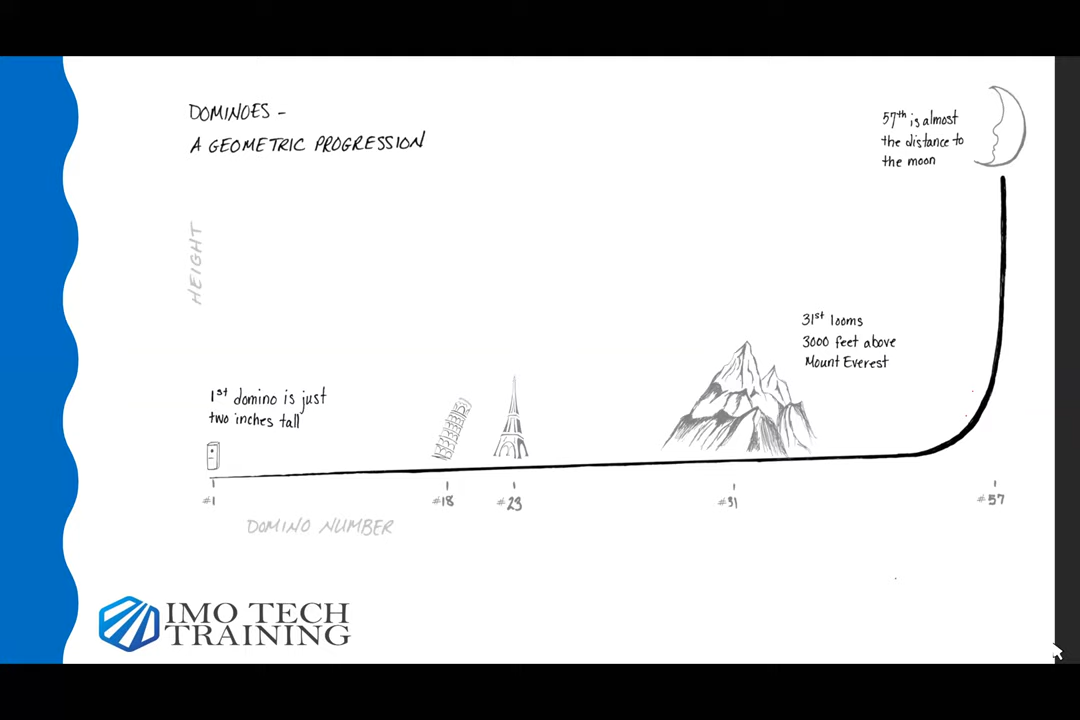 DOMINOES -
A GEOMETRIC PROGRESSION
57th is almost
the distance to
the moon
HEIGHT
31st looms
3000 feet above
Mount Everest
1st domino is just
two inches tall
#1
#18
#23
#31
#57
DOMINO NUMBER
IMO TECH
TRAINING